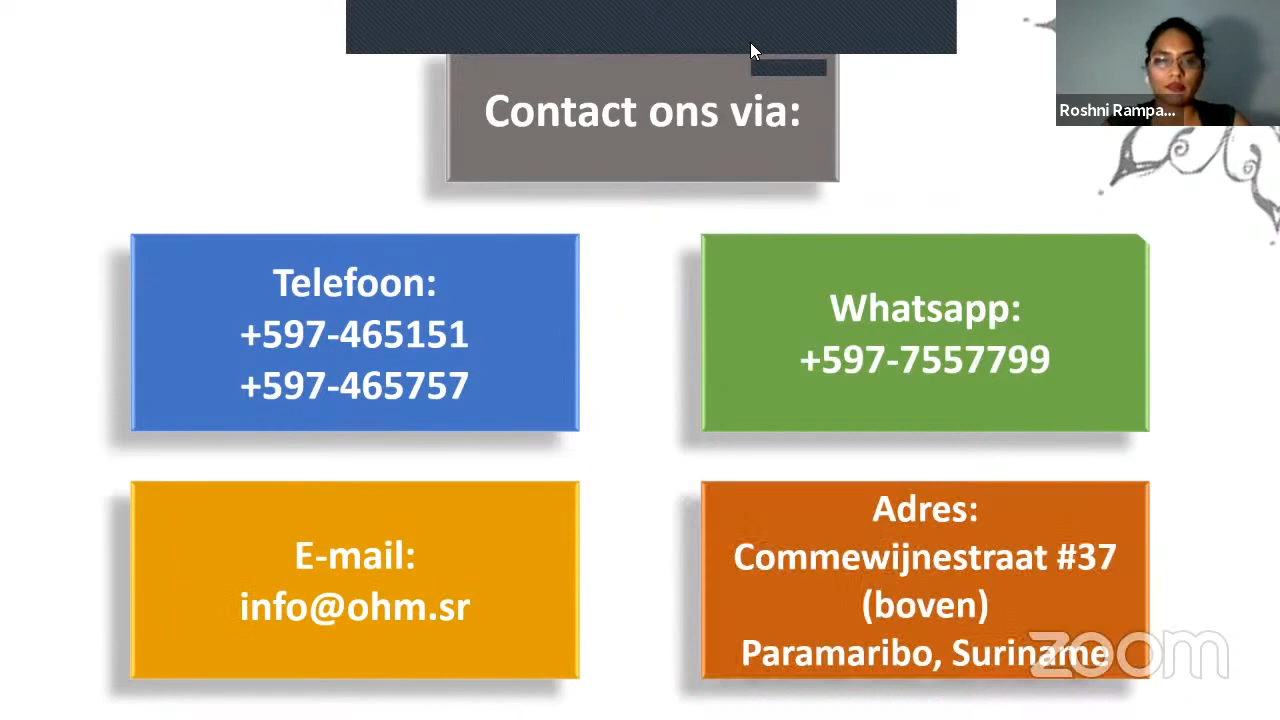 Contact ons via:
Roshni Rampa...
Telefoon:
+597-465151
+597-465757
Whatsapp:
+597-7557799
E-mail:
info@ohm.sr
Adres:
Commewijnestraat #37
(boven)
Paramaribo, Suriname
zoom